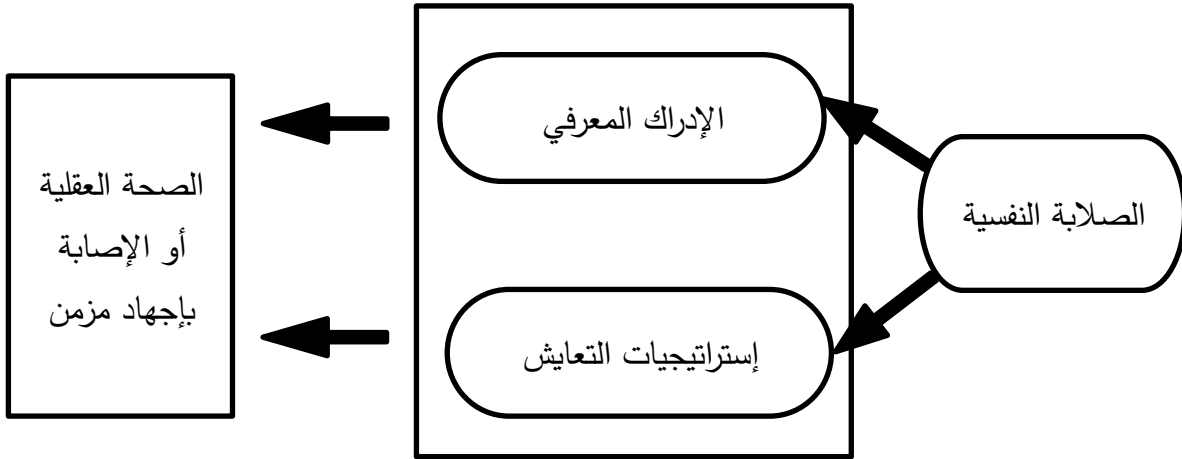 الصلابة النفسية
الإدراك المعرفي
إستراتيجيات التعايش
الصحة العقلية
أو الإصابة
بإجهاد مزمن